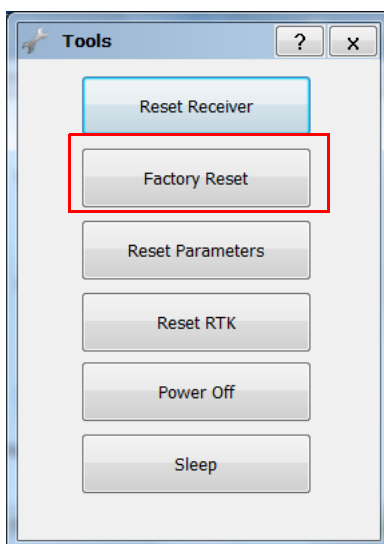 Tools ? x
Reset Receiver
Factory Reset
Reset Parameters
Reset RTK
Power Off
Sleep